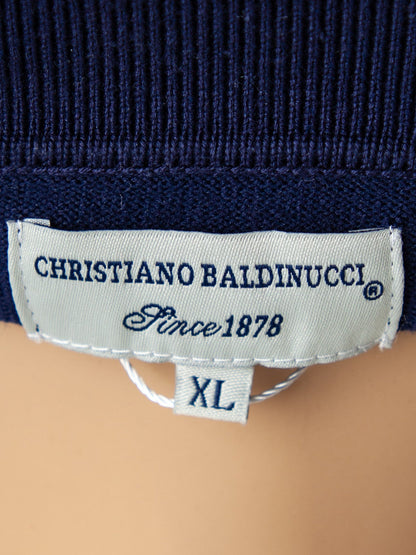 CHRISTIANO BALDINUCCI®
Since 1878
XL